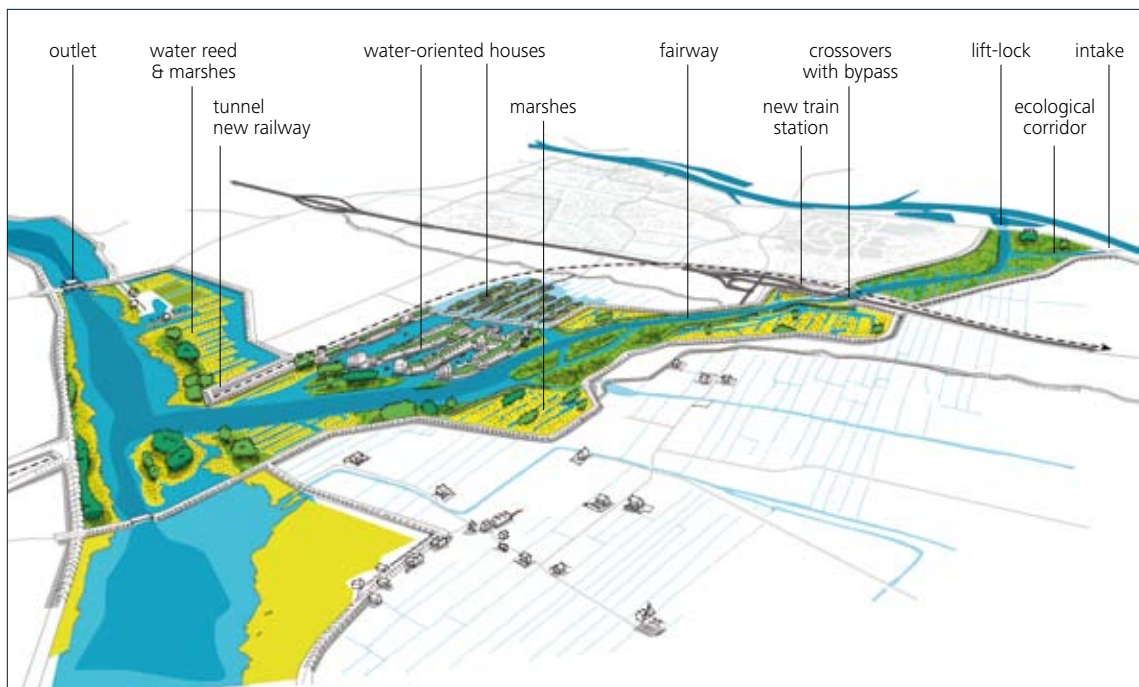 outlet
water reed
& marshes
water-oriented houses
fairway
crossovers
with bypass
lift-lock
intake
tunnel
new railway
marshes
new train
station
ecological
corridor